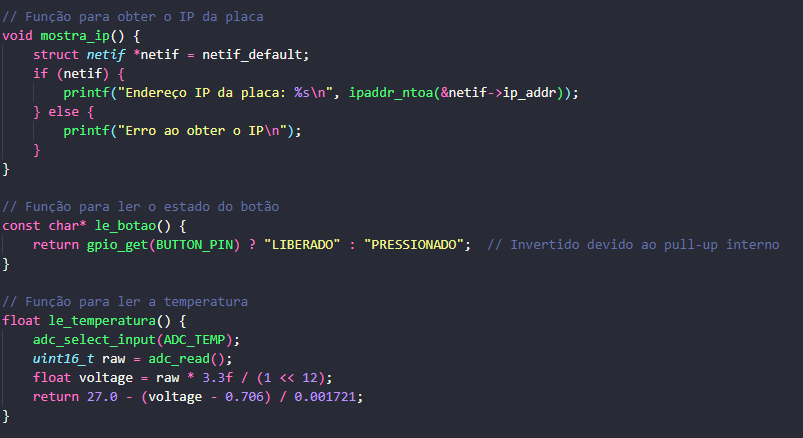 // Função para obter o IP da placa
void mostra_ip() {
    struct netif *netif = netif_default;
    if (netif) {
        printf("Endereço IP da placa: %s\n", ipaddr_ntoa(&netif->ip_addr));
    } else {
        printf("Erro ao obter o IP\n");
    }
}

// Função para ler o estado do botão
const char* le_botao() {
    return gpio_get(BUTTON_PIN) ? "LIBERADO" : "PRESSIONADO";  // Invertido devido ao pull-up interno
}

// Função para ler a temperatura
float le_temperatura() {
    adc_select_input(ADC_TEMP);
    uint16_t raw = adc_read();
    float voltage = raw * 3.3f / (1 << 12);
    return 27.0 - (voltage - 0.706) / 0.001721;
}